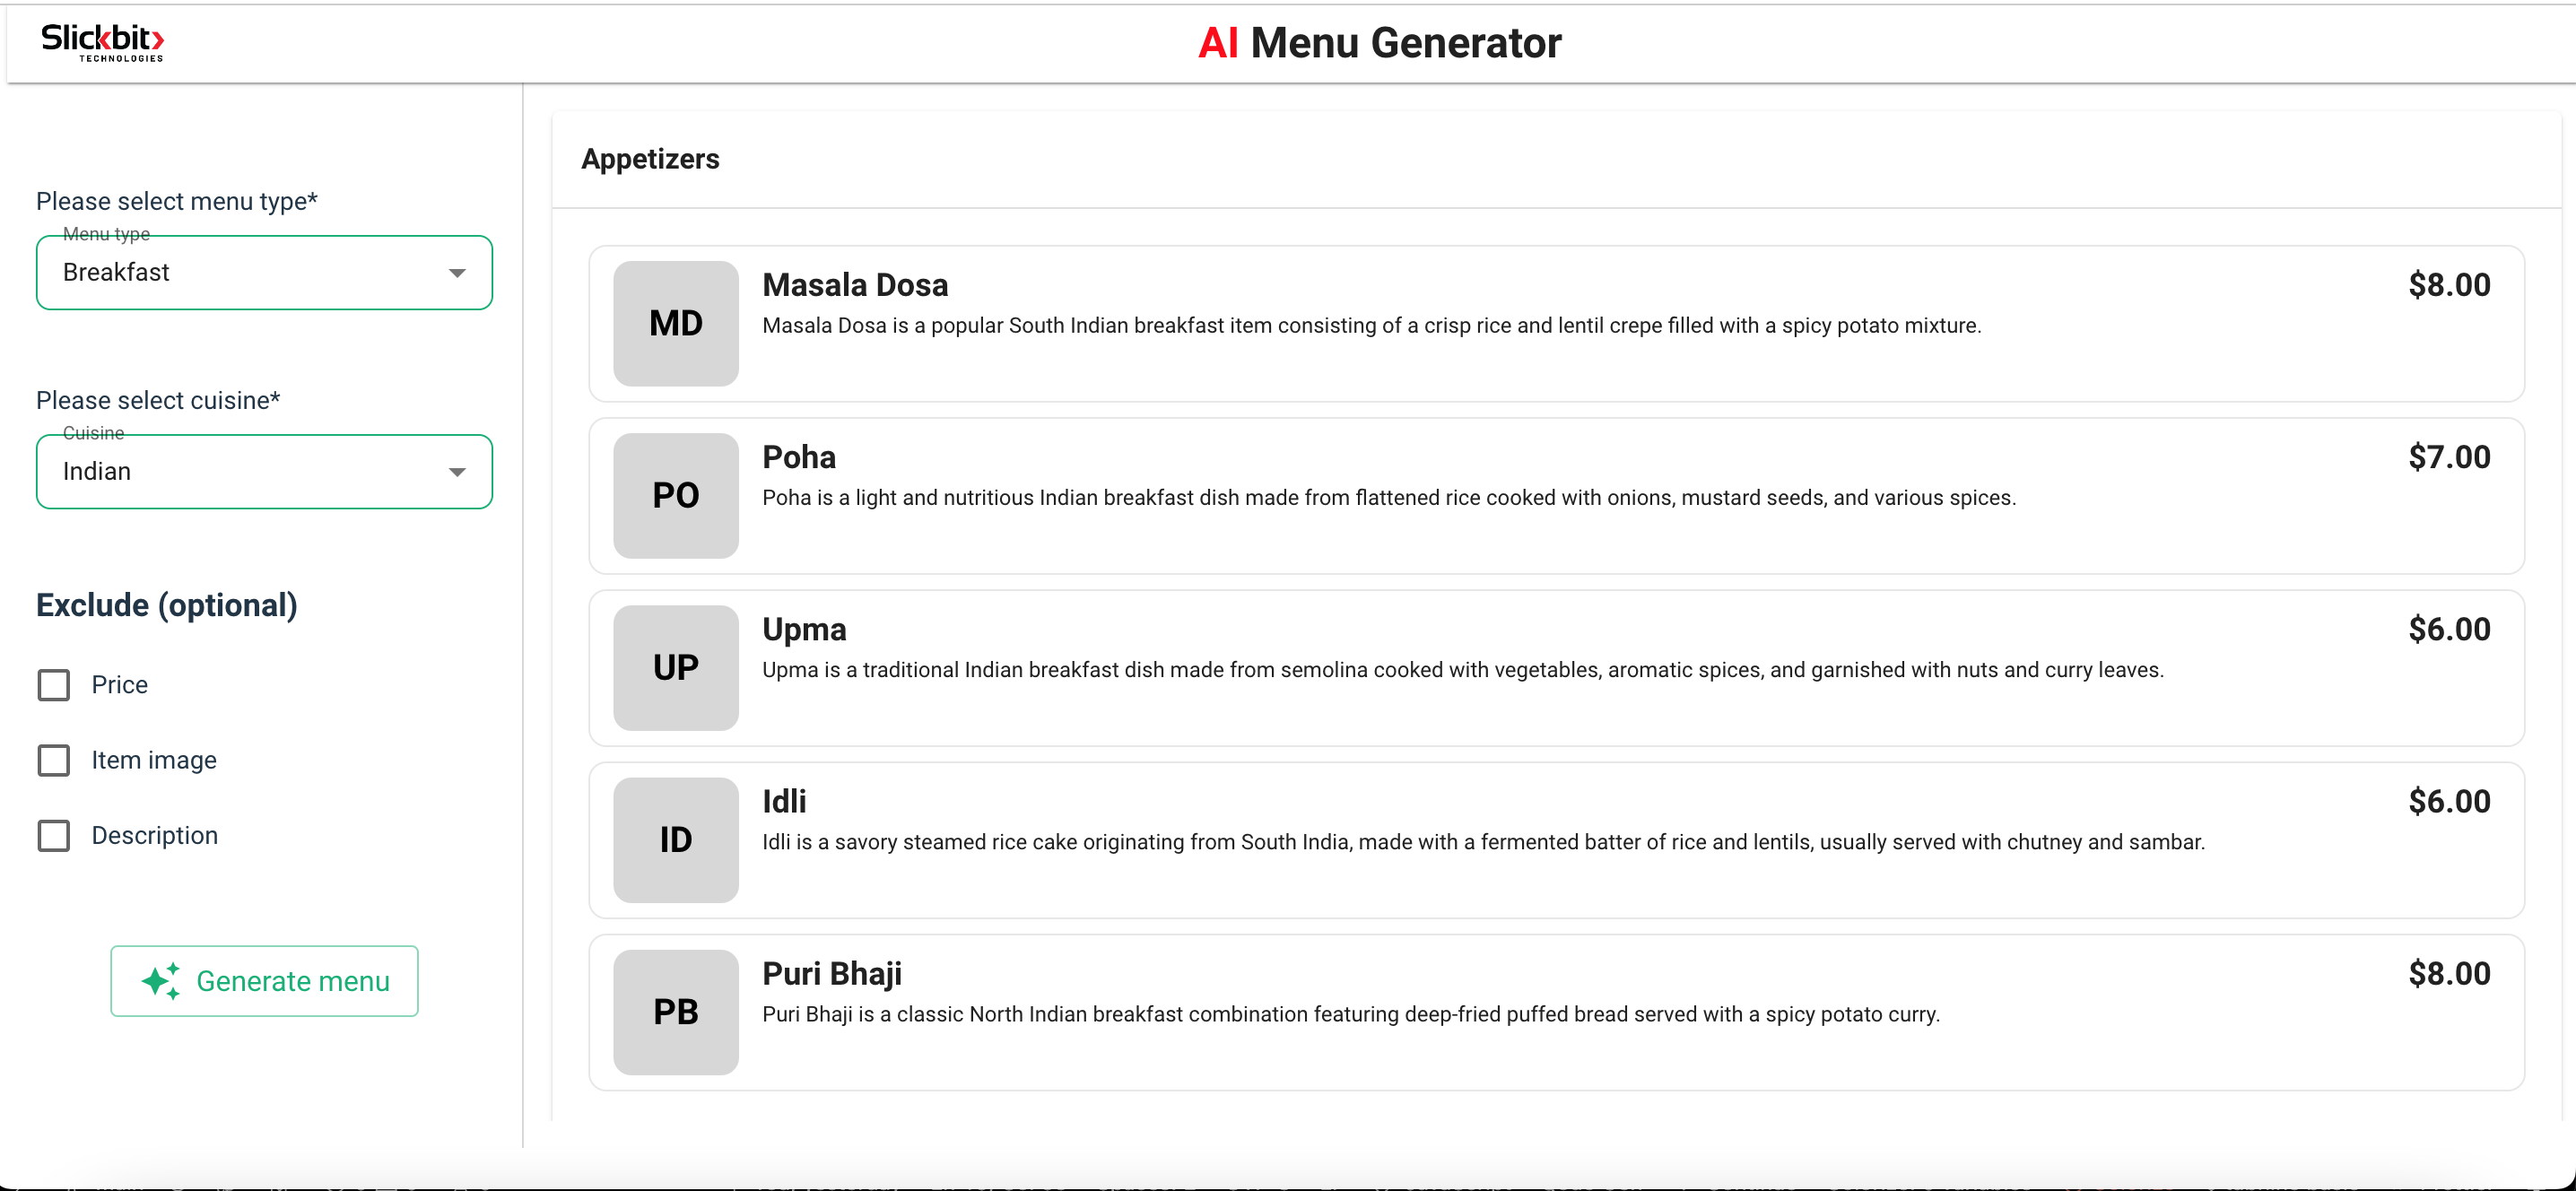 Slickbit
TECHNOLOGIES
AI Menu Generator
Please select menu type*
Menu type
Breakfast
Please select cuisine*
Cuisine
Indian
Exclude (optional)
Price
Item image
Description
Generate menu
Appetizers
MD
Masala Dosa
$8.00
Masala Dosa is a popular South Indian breakfast item consisting of a crisp rice and lentil crepe filled with a spicy potato mixture.
PO
Poha
$7.00
Poha is a light and nutritious Indian breakfast dish made from flattened rice cooked with onions, mustard seeds, and various spices.
UP
Upma
$6.00
Upma is a traditional Indian breakfast dish made from semolina cooked with vegetables, aromatic spices, and garnished with nuts and curry leaves.
ID
Idli
$6.00
Idli is a savory steamed rice cake originating from South India, made with a fermented batter of rice and lentils, usually served with chutney and sambar.
PB
Puri Bhaji
$8.00
Puri Bhaji is a classic North Indian breakfast combination featuring deep-fried puffed bread served with a spicy potato curry.